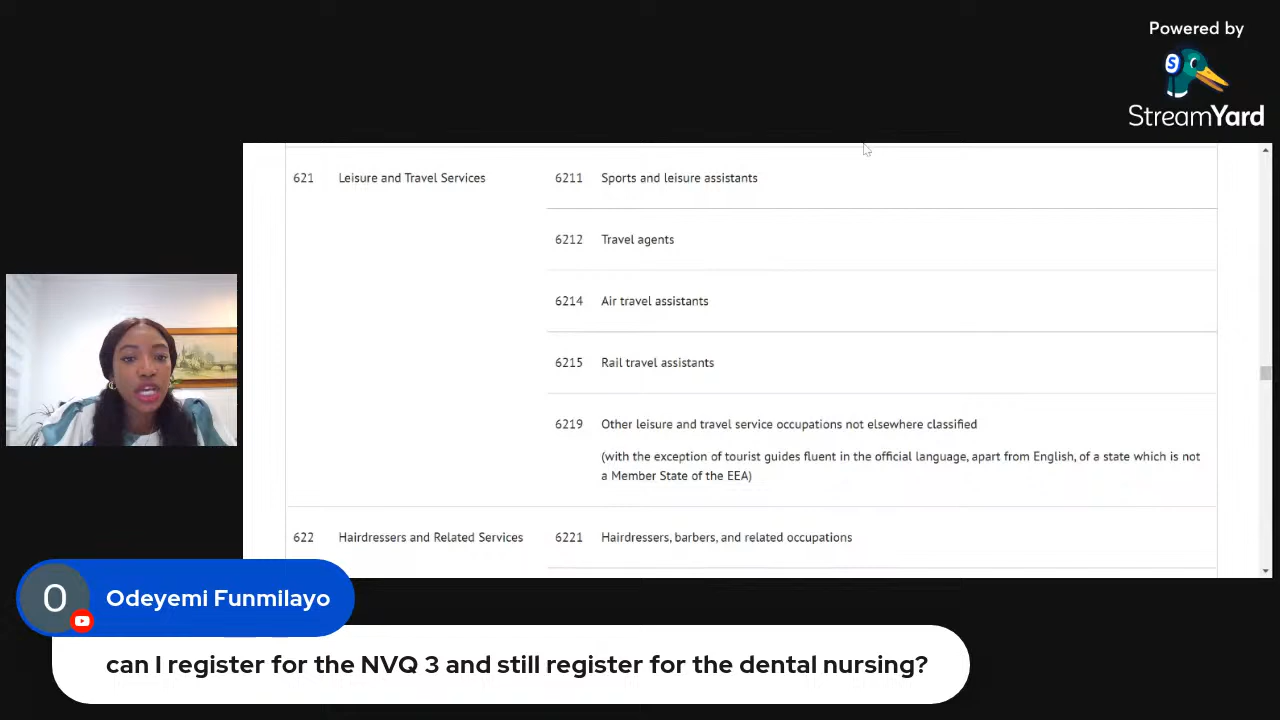 Powered by
S
StreamYard
621 Leisure and Travel Services 6211 Sports and leisure assistants
6212 Travel agents
6214 Air travel assistants
6215 Rail travel assistants
6219 Other leisure and travel service occupations not elsewhere classified
(with the exception of tourist guides fluent in the official language, apart from English, of a state which is not
a Member State of the EEA)
622 Hairdressers and Related Services 6221 Hairdressers, barbers, and related occupations
O Odeyemi Funmilayo
can I register for the NVQ 3 and still register for the dental nursing?